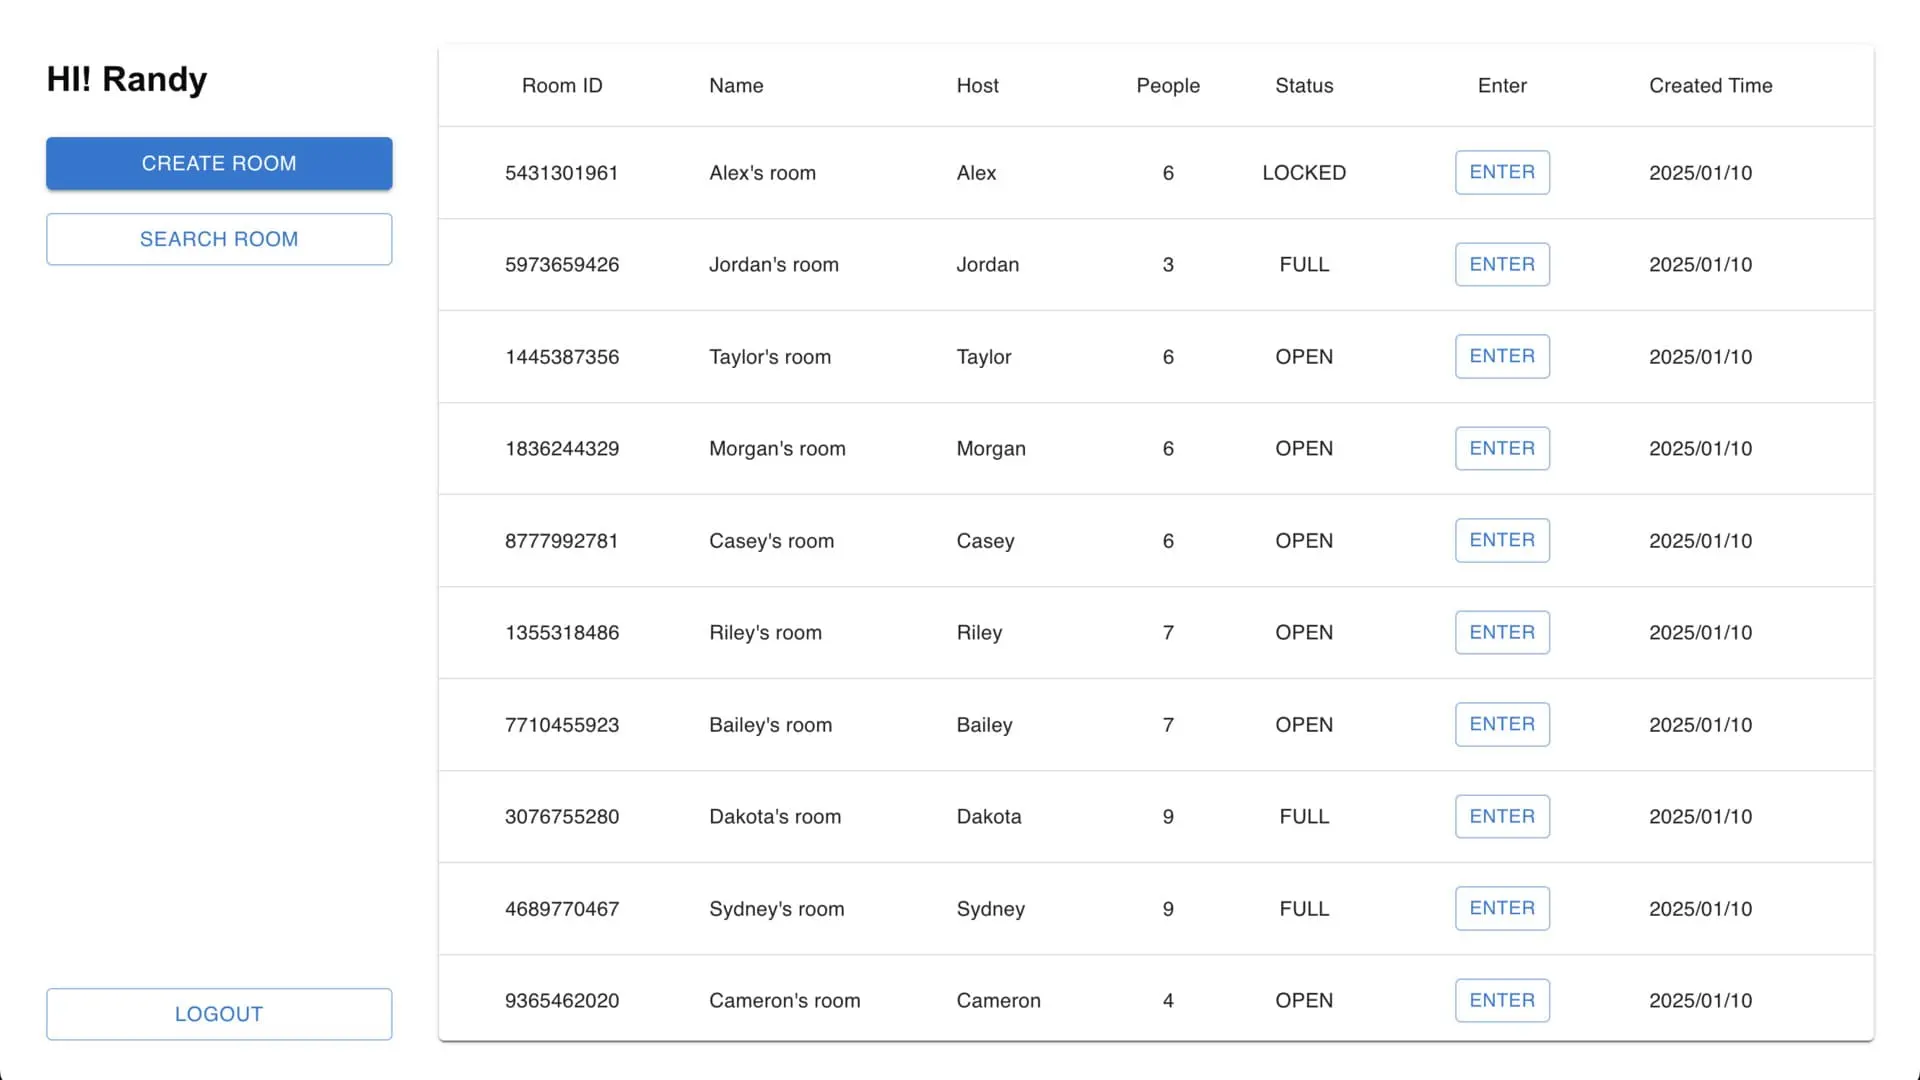 HI! Randy
CREATE ROOM
SEARCH ROOM
LOGOUT
Room ID Name Host People Status Enter Created Time
5431301961 Alex's room Alex 6 LOCKED ENTER 2025/01/10
5973659426 Jordan's room Jordan 3 FULL ENTER 2025/01/10
1445387356 Taylor's room Taylor 6 OPEN ENTER 2025/01/10
1836244329 Morgan's room Morgan 6 OPEN ENTER 2025/01/10
8777992781 Casey's room Casey 6 OPEN ENTER 2025/01/10
1355318486 Riley's room Riley 7 OPEN ENTER 2025/01/10
7710455923 Bailey's room Bailey 7 OPEN ENTER 2025/01/10
3076755280 Dakota's room Dakota 9 FULL ENTER 2025/01/10
4689770467 Sydney's room Sydney 9 FULL ENTER 2025/01/10
9365462020 Cameron's room Cameron 4 OPEN ENTER 2025/01/10